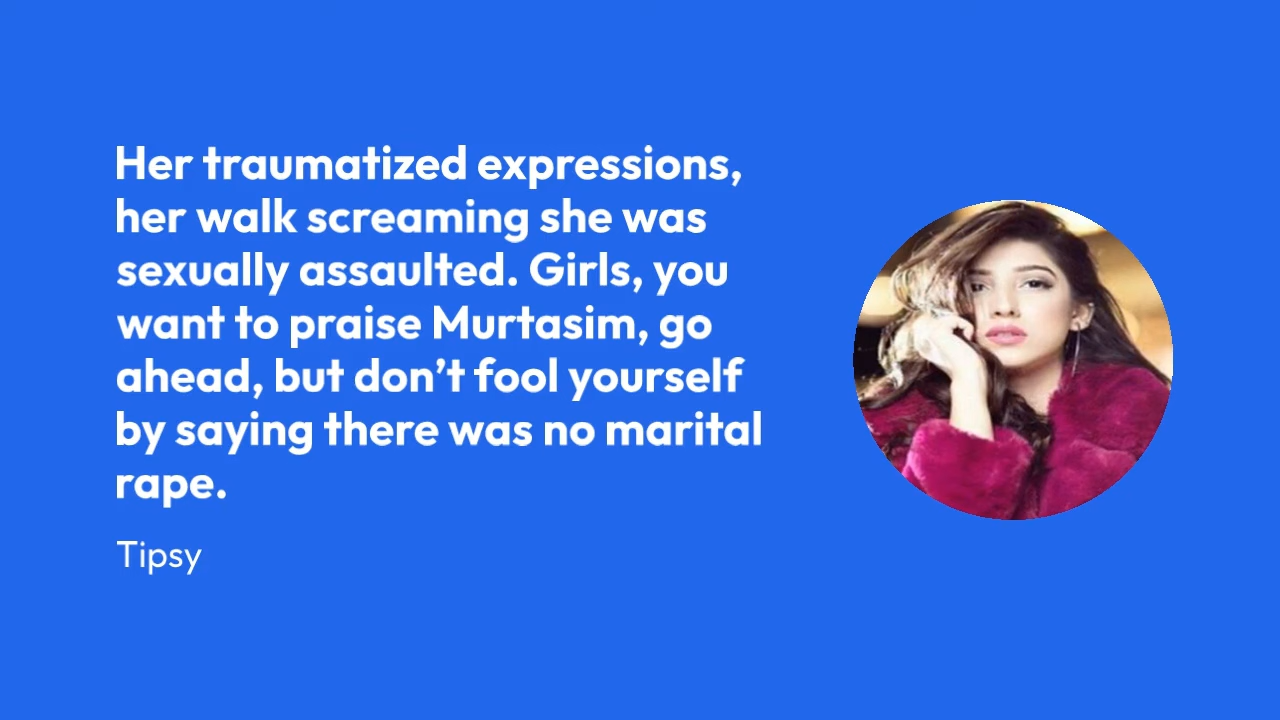 Her traumatized expressions,
her walk screaming she was
sexually assaulted. Girls, you
want to praise Murtasim, go
ahead, but don’t fool yourself
by saying there was no marital
rape.
Tipsy